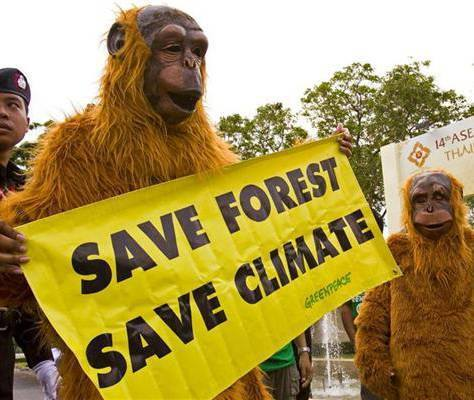 SAVE FOREST
SAVE CLIMATE
GREENPEACE
14th ASE
THAI